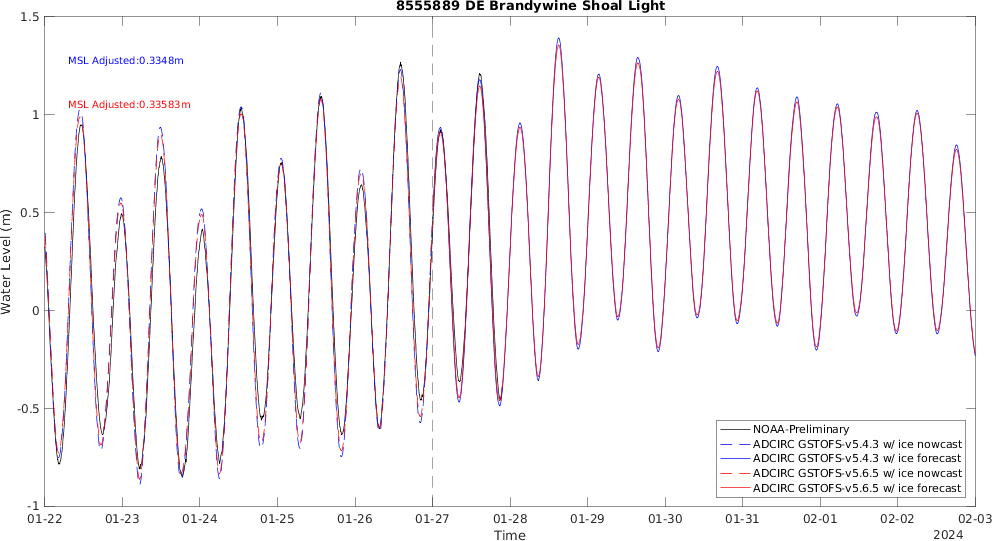 8555889 DE Brandywine Shoal Light
1.5
MSL Adjusted:0.3348m
MSL Adjusted:0.33583m
1
0.5
Water Level (m)
0
-0.5
NOAA-Preliminary
ADCIRC GSTOFS-v5.4.3 w/ ice nowcast
ADCIRC GSTOFS-v5.4.3 w/ ice forecast
ADCIRC GSTOFS-v5.6.5 w/ ice nowcast
ADCIRC GSTOFS-v5.6.5 w/ ice forecast
-1
01-22 01-23 01-24 01-25 01-26 01-27 01-28 01-29 01-30 01-31 02-01 02-02 02-03
Time
2024